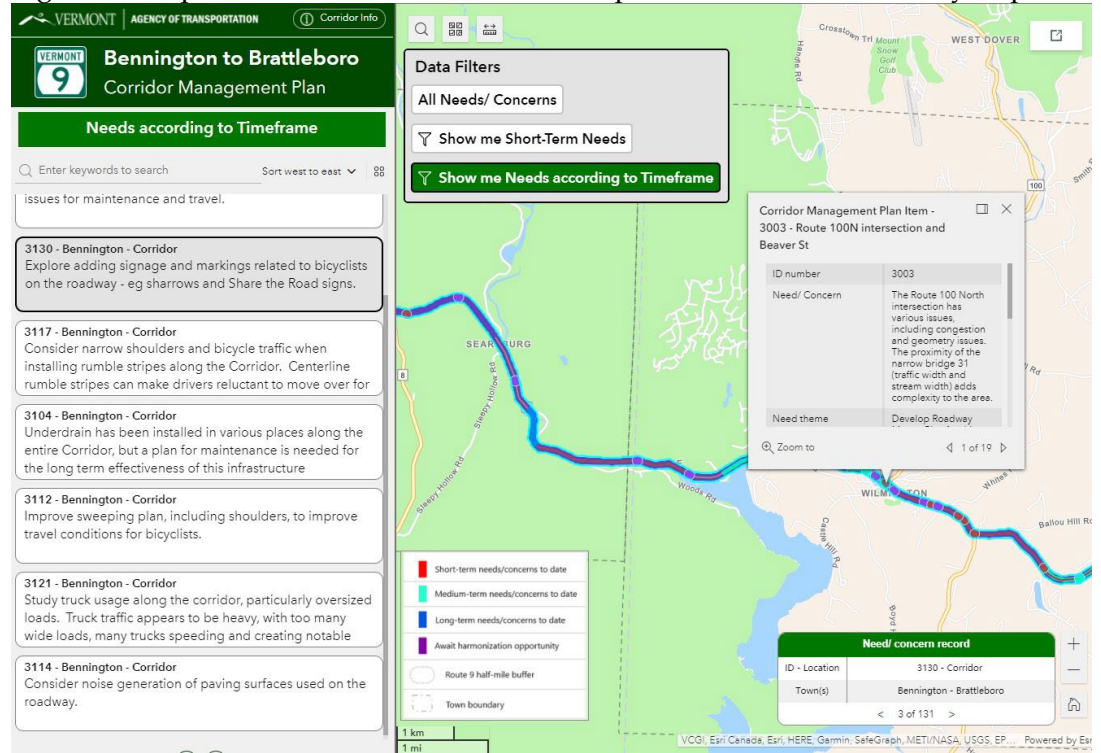 VERMONT AGENCY OF TRANSPORTATION
Corridor Info
VERMONT
9
Bennington to Brattleboro
Corridor Management Plan
Needs according to Timeframe
Enter keywords to search
Sort west to east
issues for maintenance and travel.
3130 - Bennington - Corridor
Explore adding signage and markings related to bicyclists
on the roadway - eg sharrows and Share the Road signs.
3117 - Bennington - Corridor
Consider narrow shoulders and bicycle traffic when
installing rumble stripes along the Corridor. Centerline
rumble stripes can make drivers reluctant to move over for
3104 - Bennington - Corridor
Underdrain has been installed in various places along the
entire Corridor, but a plan for maintenance is needed for
the long term effectiveness of this infrastructure
3112 - Bennington - Corridor
Improve sweeping plan, including shoulders, to improve
travel conditions for bicyclists.
3121 - Bennington - Corridor
Study truck usage along the corridor, particularly oversized
loads. Truck traffic appears to be heavy, with too many
wide loads, many trucks speeding and creating notable
3114 - Bennington - Corridor
Consider noise generation of paving surfaces used on the
roadway.
Data Filters
All Needs/ Concerns
Show me Short-Term Needs
Show me Needs according to Timeframe
Crosstown Trl
Mount
Snow
Golf
Club
WEST DOVER
Handle Rd
100
Corridor Management Plan Item -
3003 - Route 100N intersection and
Beaver St
ID number 3003
Need/ Concern The Route 100 North
intersection has
various issues,
including congestion
and geometry issues.
The proximity of the
narrow bridge 31
(traffic width and
stream width) adds
complexity to the area.
Need theme Develop Roadway
Zoom to
1 of 19
8
Sleepy Hollow Rd
Sleepy Hollow Rd
Woods Rd
Castle Hill Rd
Boyd
Ballou Hill Rd
Short-term needs/concerns to date
Medium-term needs/concerns to date
Long-term needs/concerns to date
Await harmonization opportunity
Route 9 half-mile buffer
Town boundary
Need/ concern record
ID - Location 3130 - Corridor
Town(s) Bennington - Brattleboro
< 3 of 131 >
1 km
1 mi
VCGI, Esri Canada, Esri, HERE, Garmin, SafeGraph, METI/NASA, USGS, EP... Powered by Esri